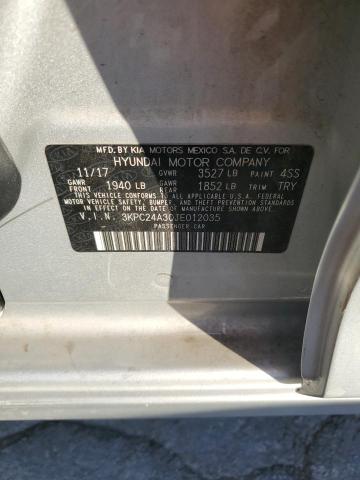 MFD. BY KIA MOTORS MEXICO S.A. DE C.V. FOR
HYUNDAI MOTOR COMPANY
11/17 GVWR 3527 LB PAINT 4SS
GAWR FRONT 1940 LB GAWR REAR 1852 LB TRIM TRY
THIS VEHICLE CONFORMS TO ALL APPLICABLE U.S.A. FEDERAL
MOTOR VEHICLE SAFETY, BUMPER, AND THEFT PREVENTION STANDARDS
IN EFFECT ON THE DATE OF MANUFACTURE SHOWN ABOVE.
V.I.N. 3KPC24A30JE012035
PASSENGER CAR